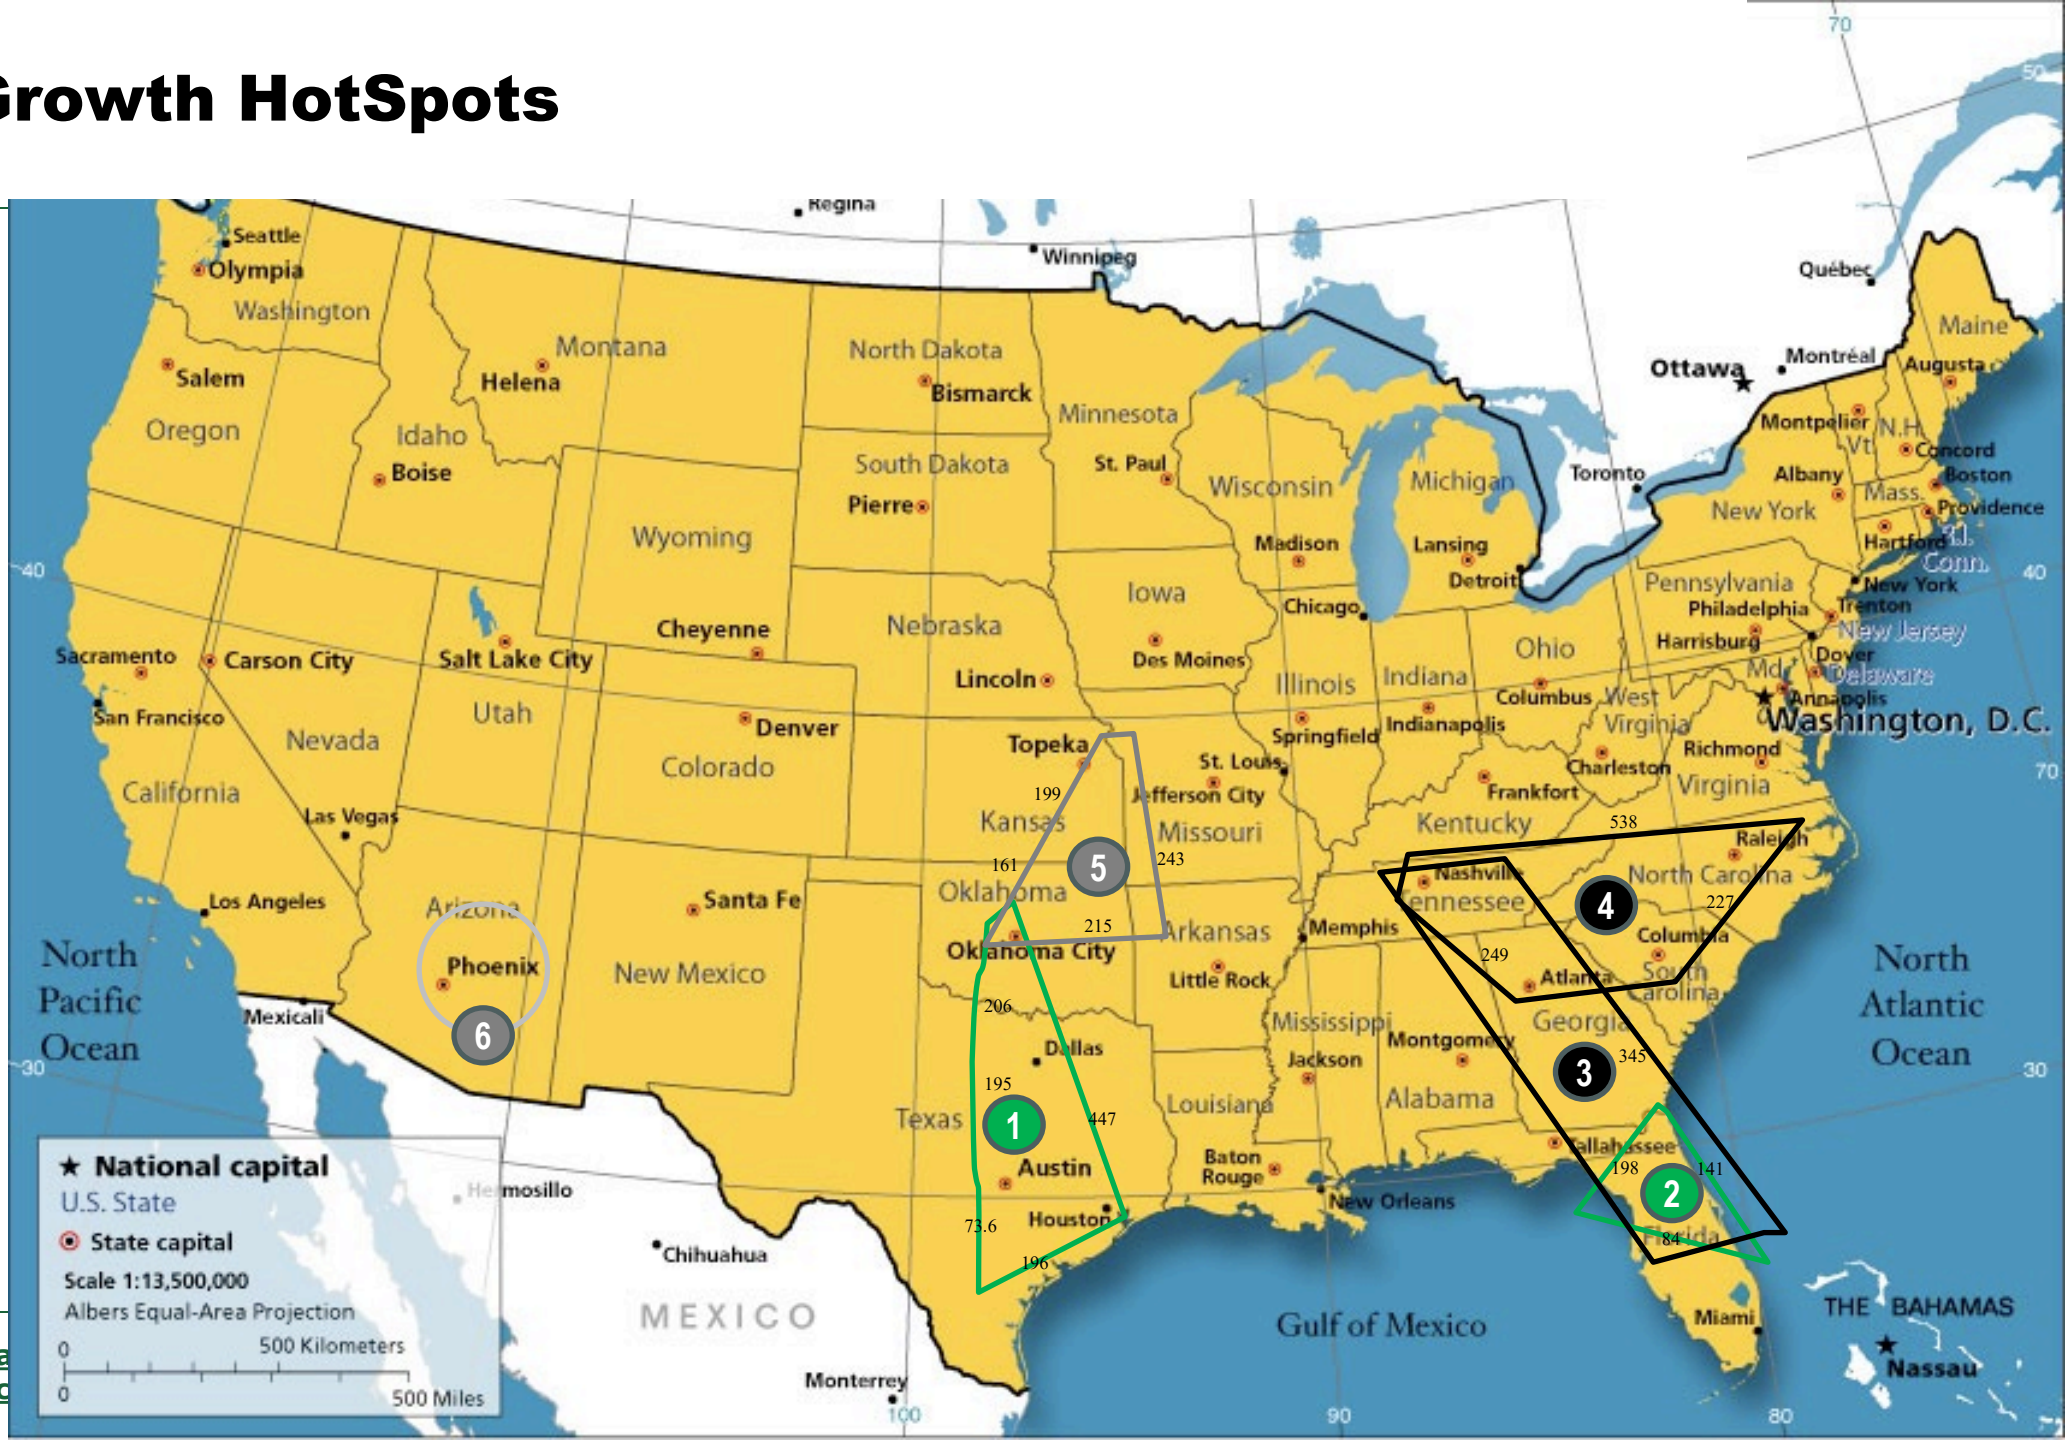 Growth HotSpots
70
50
Regina
Winnipeg
Seattle
Olympia
Washington
Québec
Maine
Montana
Helena
North Dakota
Bismarck
Ottawa
Montréal
Augusta
Salem
Oregon
Idaho
Boise
Minnesota
St. Paul
South Dakota
Pierre
Wisconsin
Michigan
Toronto
Montpelier
Vt.
N.H.
Concord
Albany
Boston
Mass.
New York
Providence
Wyoming
Madison
Lansing
Detroit
Hartford
R.I.
Conn.
40
40
Iowa
Chicago
Pennsylvania
New York
Philadelphia
Trenton
New Jersey
Harrisburg
Nebraska
Cheyenne
Sacramento
Carson City
Salt Lake City
Des Moines
Lincoln
Ohio
Illinois
Indiana
Columbus
West
Virginia
Md.
Dover
Delaware
Annapolis
Washington, D.C.
San Francisco
Nevada
Utah
Denver
Colorado
Topeka
Springfield
Indianapolis
St. Louis
Jefferson City
Charleston
Richmond
Virginia
70
California
Las Vegas
199
Kansas
Missouri
Frankfort
Kentucky
538
Raleigh
161
5
243
Nashville
Tennessee
North Carolina
4
227
Los Angeles
Arizona
Santa Fe
Oklahoma
215
Oklahoma City
Arkansas
Memphis
Columbia
249
Phoenix
New Mexico
Little Rock
Atlanta
South
Carolina
North
Pacific
Ocean
North
Atlantic
Ocean
Mexicali
6
206
Mississippi
Georgia
Dallas
Jackson
Montgomery
345
30
30
195
3
Texas
1
447
Louisiana
Alabama
Austin
Baton
Rouge
Tallahassee
198
141
2
New Orleans
73.6
Houston
196
84
Florida
National capital
U.S. State
State capital
Scale 1:13,500,000
Albers Equal-Area Projection
0
500 Kilometers
0
500 Miles
Hermosillo
Chihuahua
MEXICO
Monterrey
Gulf of Mexico
Miami
THE BAHAMAS
Nassau
100
90
80